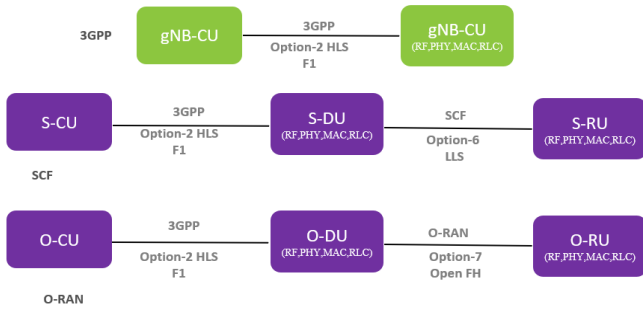 3GPP
gNB-CU
3GPP
Option-2 HLS
F1
gNB-CU
(RF,PHY,MAC,RLC)
S-CU
3GPP
Option-2 HLS
F1
S-DU
(RF,PHY,MAC,RLC)
SCF
Option-6
LLS
S-RU
(RF,PHY,MAC,RLC)
SCF
O-CU
3GPP
Option-2 HLS
F1
O-DU
(RF,PHY,MAC,RLC)
O-RAN
Option-7
Open FH
O-RU
(RF,PHY,MAC,RLC)
O-RAN